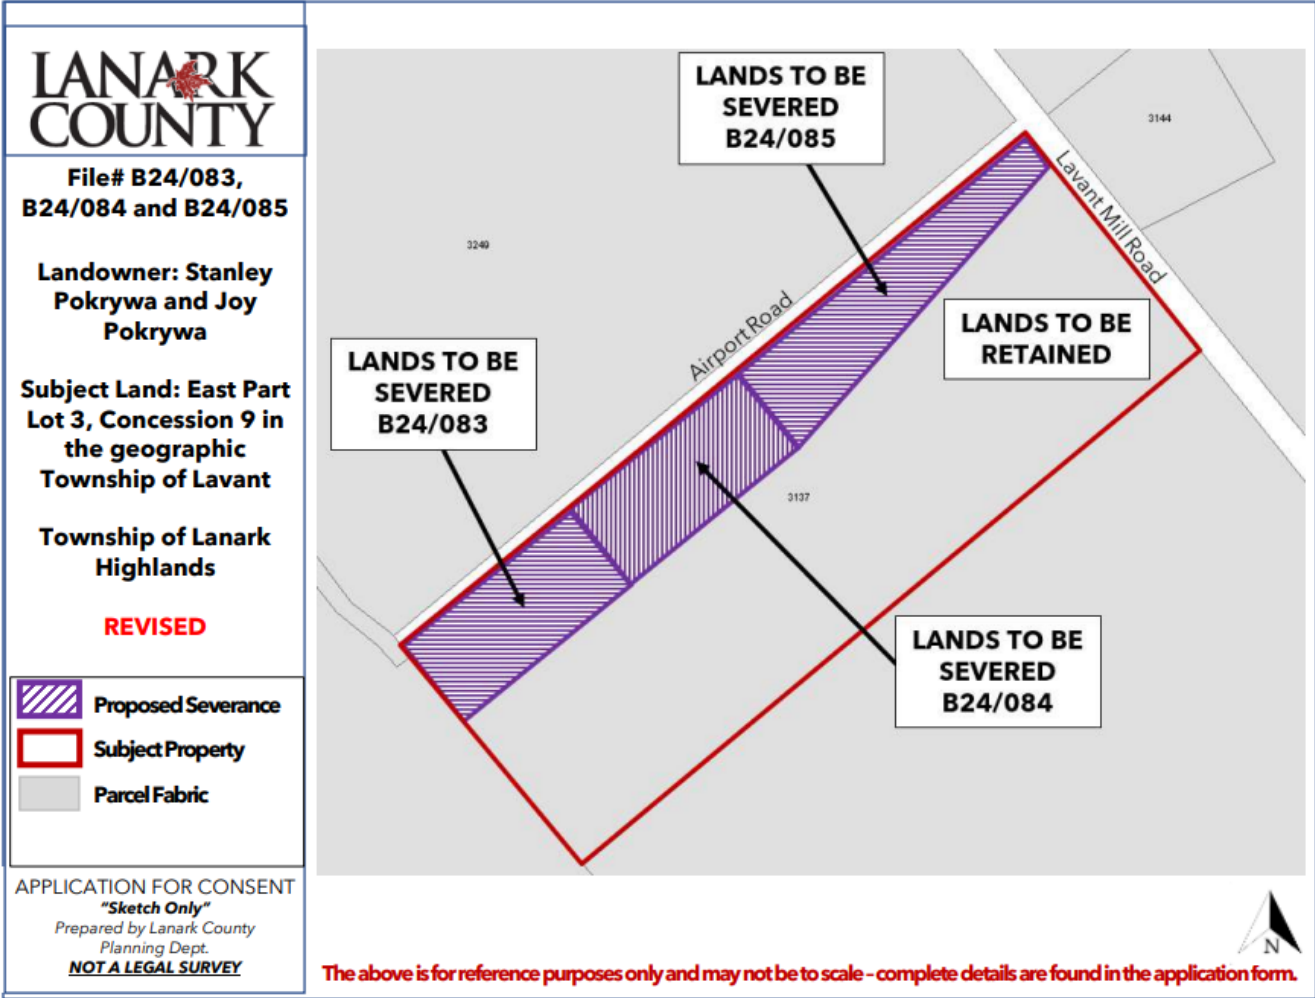 LANARK
COUNTY
File# B24/083,
B24/084 and B24/085
Landowner: Stanley
Pokrywa and Joy
Pokrywa
Subject Land: East Part
Lot 3, Concession 9 in
the geographic
Township of Lavant
Township of Lanark
Highlands
REVISED
Proposed Severance
Subject Property
Parcel Fabric
APPLICATION FOR CONSENT
"Sketch Only"
Prepared by Lanark County
Planning Dept.
NOT A LEGAL SURVEY
LANDS TO BE
SEVERED
B24/085
3144
Lavant Mill Road
3249
Airport Road
LANDS TO BE
RETAINED
LANDS TO BE
SEVERED
B24/083
3137
LANDS TO BE
SEVERED
B24/084
N
The above is for reference purposes only and may not be to scale - complete details are found in the application form.